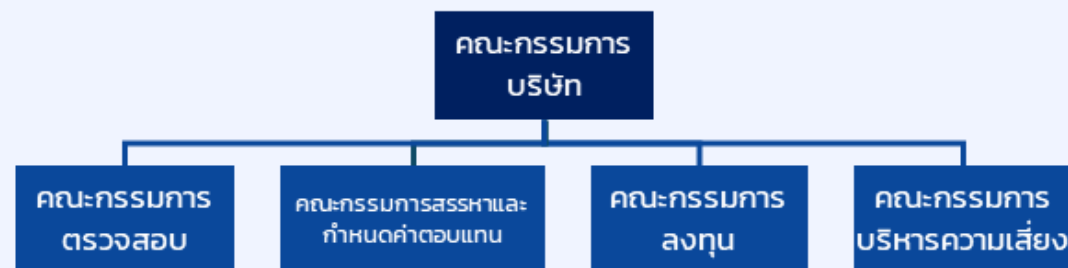 คณะกรรมการ
บริษัท
คณะกรรมการ
ตรวจสอบ
คณะกรรมการสรรหาและ
กำหนดค่าตอบแทน
คณะกรรมการ
ลงทุน
คณะกรรมการ
บริหารความเสี่ยง